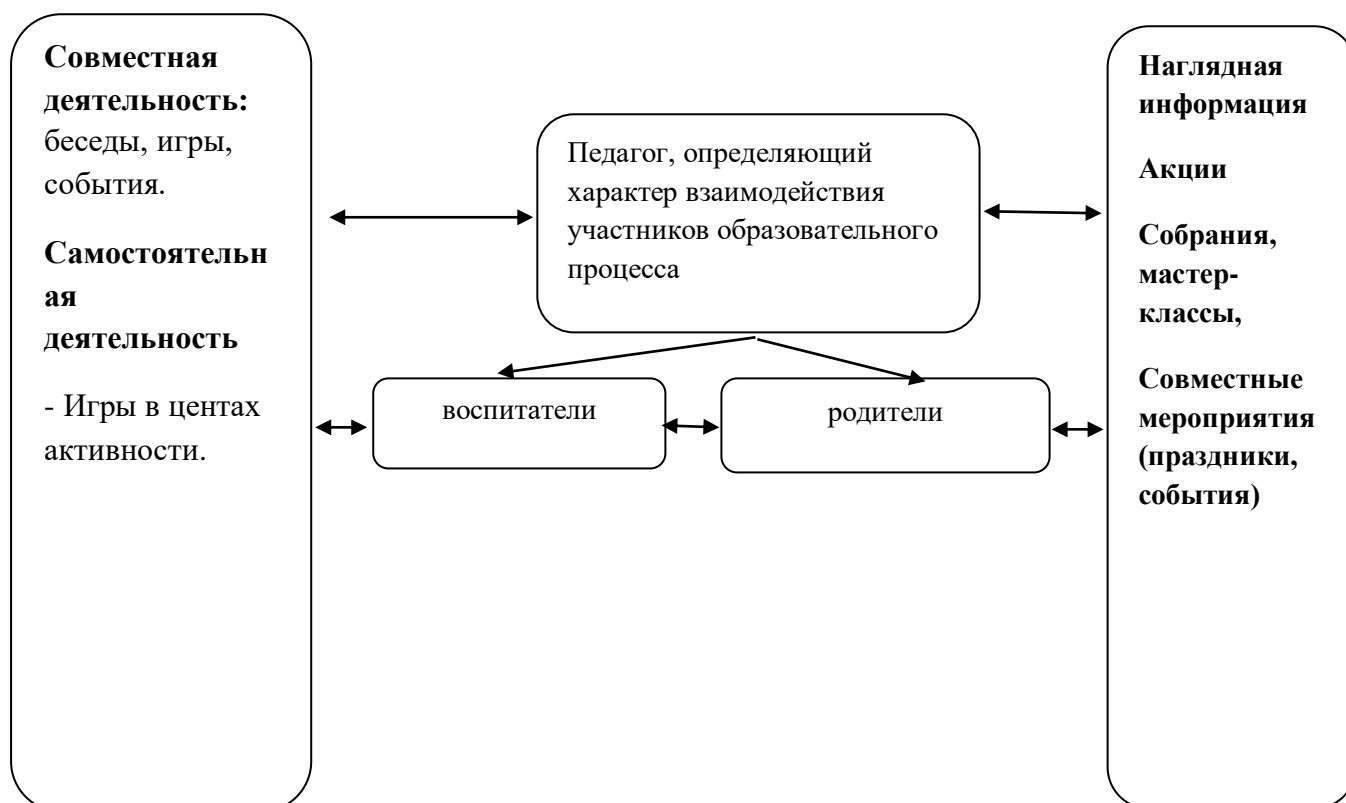 Совместная
деятельность:
беседы, игры,
события.
Самостоятельн
ая
деятельность
- Игры в центах
активности.
Педагог, определяющий
характер взаимодействия
участников образовательного
процесса
воспитатели
родители
Наглядная
информация
Акции
Собрания,
мастер-
классы,
Совместные
мероприятия
(праздники,
события)